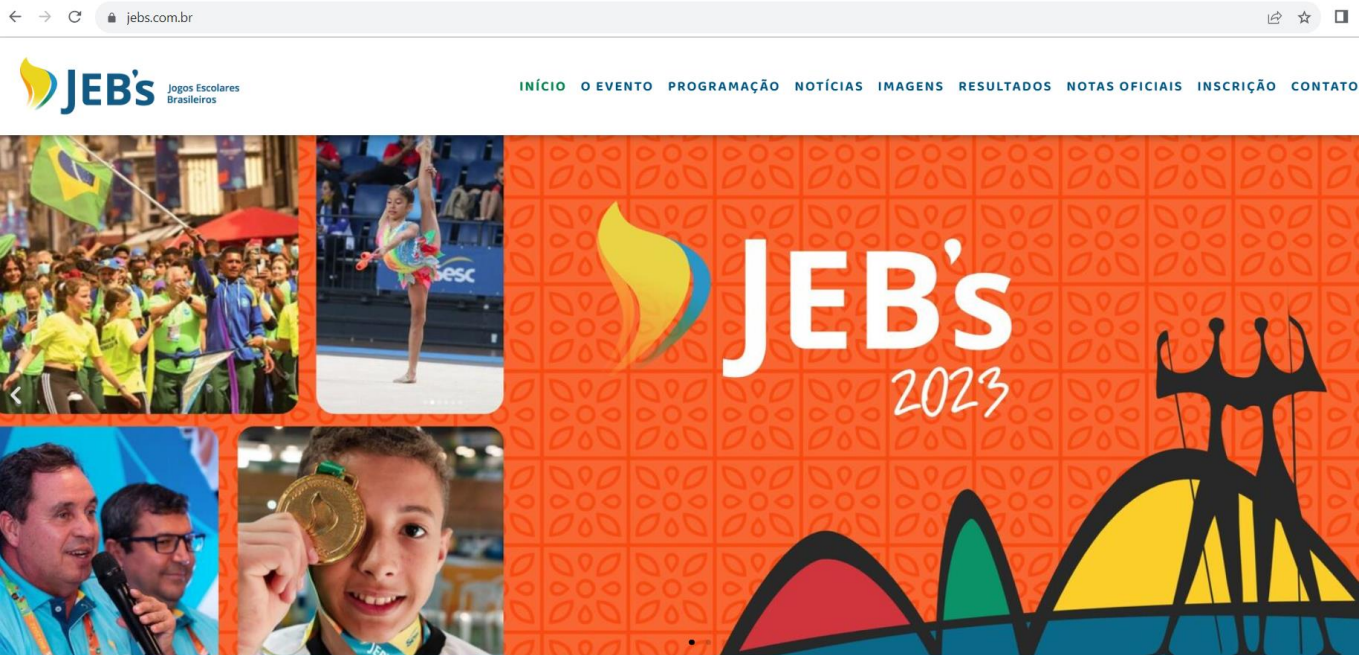 jebs.com.br
JEB's
Jogos Escolares
Brasileiros
INÍCIO O EVENTO PROGRAMAÇÃO NOTÍCIAS IMAGENS RESULTADOS NOTAS OFICIAIS INSCRIÇÃO CONTATO
sesc
JEB's
2023